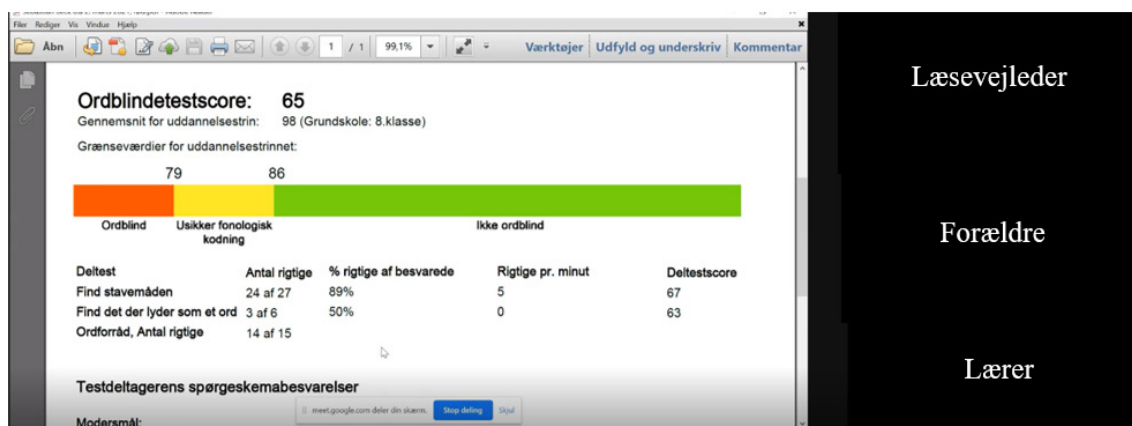 Filer Rediger Vis Vindue Hjælp
Abn 1 / 1 99,1% Værktøjer Udfyld og underskriv Kommentar
Ordblindetestscore: 65
Gennemsnit for uddannelsestrin: 98 (Grundskole: 8.klasse)
Grænseværdier for uddannelsestrinnet:
79 86
Ordblind Usikker fonologisk kodning Ikke ordblind
Deltest Antal rigtige % rigtige af besvarede Rigtige pr. minut Deltestscore
Find stavemåden 24 af 27 89% 5 67
Find det der lyder som et ord 3 af 6 50% 0 63
Ordforråd, Antal rigtige 14 af 15
Testdeltagerens spørgeskemabesvarelser
Modersmål:
meet.google.com deler din skærm. Stop deling Skjul
Læsevejleder
Forældre
Lærer